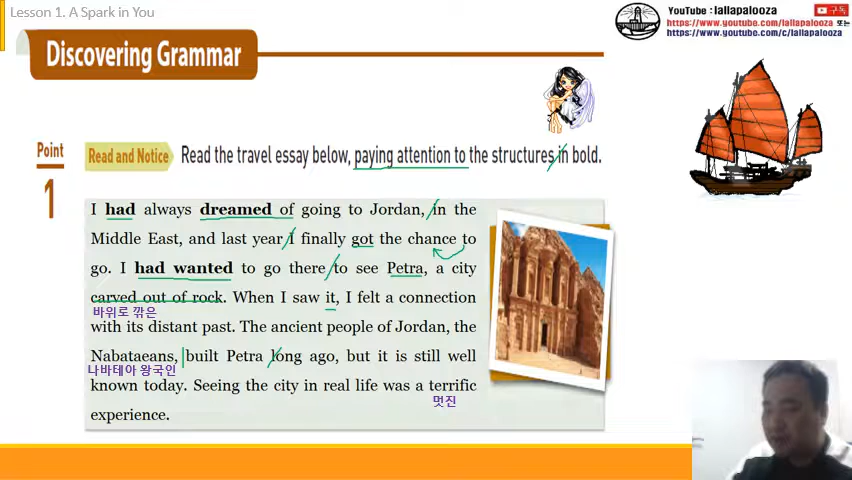 Lesson 1. A Spark in You
YouTube : lallapalooza 구독
https://www.youtube.com/lallapalooza 또는
https://www.youtube.com/c/lallapalooza
Discovering Grammar
Point
1
Read and Notice
Read the travel essay below, paying attention to the structures in bold.
I had always dreamed of going to Jordan, in the
Middle East, and last year I finally got the chance to
go. I had wanted to go there to see Petra, a city
carved out of rock. When I saw it, I felt a connection
바위로 깎은
with its distant past. The ancient people of Jordan, the
Nabataeans, built Petra long ago, but it is still well
나바테아 왕국인
known today. Seeing the city in real life was a terrific
멋진
experience.